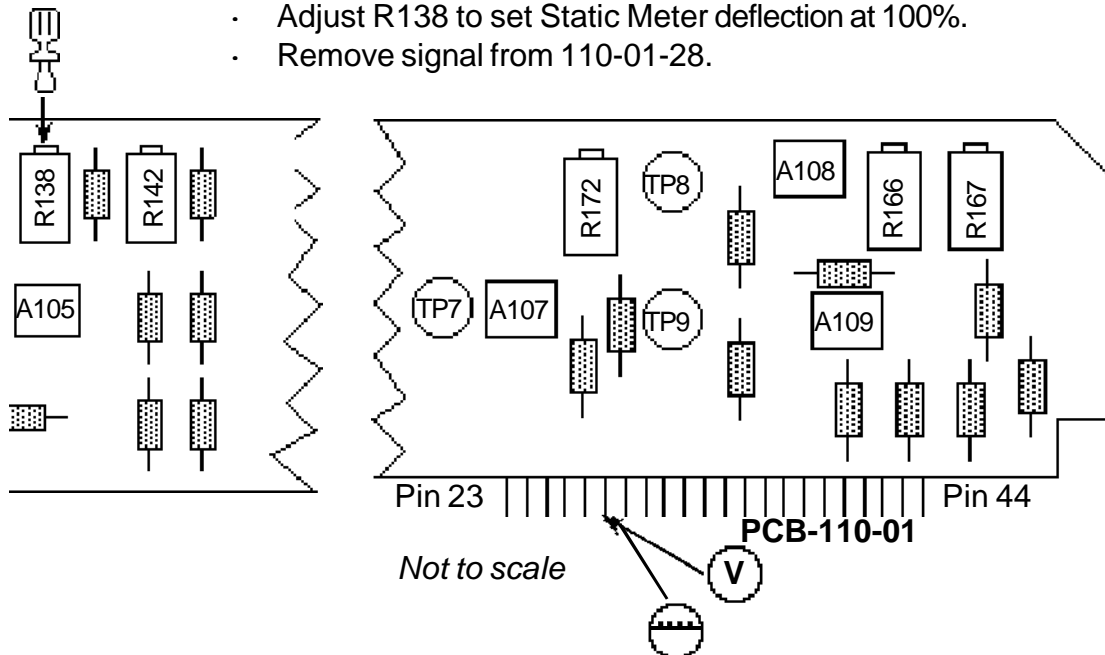 · Adjust R138 to set Static Meter deflection at 100%.
· Remove signal from 110-01-28.
R138
R142
R172
TP8
A108
R166
R167
A105
TP7
A107
TP9
A109
Pin 23
Pin 44
PCB-110-01
Not to scale
V